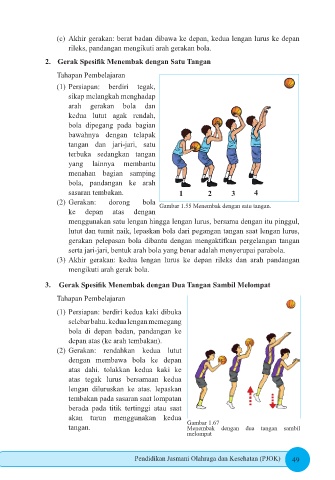 (c) Akhir gerakan: berat badan dibawa ke depan, kedua lengan lurus ke depan
rileks, pandangan mengikuti arah gerakan bola.
2. Gerak Spesifik Menembak dengan Satu Tangan
Tahapan Pembelajaran
(1) Persiapan: berdiri tegak,
sikap melangkah menghadap
arah gerakan bola dan
kedua lutut agak rendah,
bola dipegang pada bagian
bawahnya dengan telapak
tangan dan jari-jari, satu
terbuka sedangkan tangan
yang lainnya membantu
menahan bagian samping
bola, pandangan ke arah
sasaran tembakan.
1 2 3 4
Gambar 1.55 Menembak dengan satu tangan.
(2) Gerakan: dorong bola
ke depan atas dengan
menggunakan satu lengan hingga lengan lurus, bersama dengan itu pinggul,
lutut dan tumit naik, lepaskan bola dari pegangan tangan saat lengan lurus,
gerakan pelepasan bola dibantu dengan mengaktifkan pergelangan tangan
serta jari-jari, bentuk arah bola yang benar adalah menyerupai parabola.
(3) Akhir gerakan: kedua lengan lurus ke depan rileks dan arah pandangan
mengikuti arah gerak bola.
3. Gerak Spesifik Menembak dengan Dua Tangan Sambil Melompat
Tahapan Pembelajaran
(1) Persiapan: berdiri kedua kaki dibuka
selebar bahu, kedua lengan memegang
bola di depan badan, pandangan ke
depan atas (ke arah tembakan).
(2) Gerakan: rendahkan kedua lutut
dengan membawa bola ke depan
atas dahi, tolakkan kedua kaki ke
atas tegak lurus bersamaan kedua
lengan diluruskan ke atas, lepaskan
tembakan pada sasaran saat lompatan
berada pada titik tertinggi atau saat
akan turun menggunakan kedua
tangan.
Gambar 1.67
Menembak dengan dua tangan sambil
melompat
Pendidikan Jasmani Olahraga dan Kesehatan (PJOK) 49